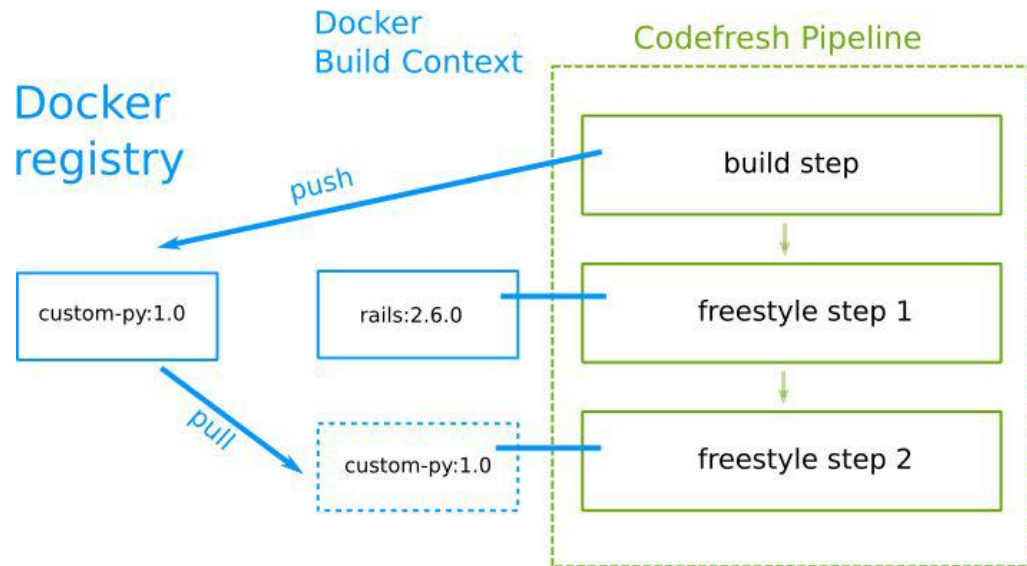 Docker
Build Context
Codefresh Pipeline
Docker
registry
push
build step
custom-py:1.0
rails:2.6.0
freestyle step 1
pull
custom-py:1.0
freestyle step 2